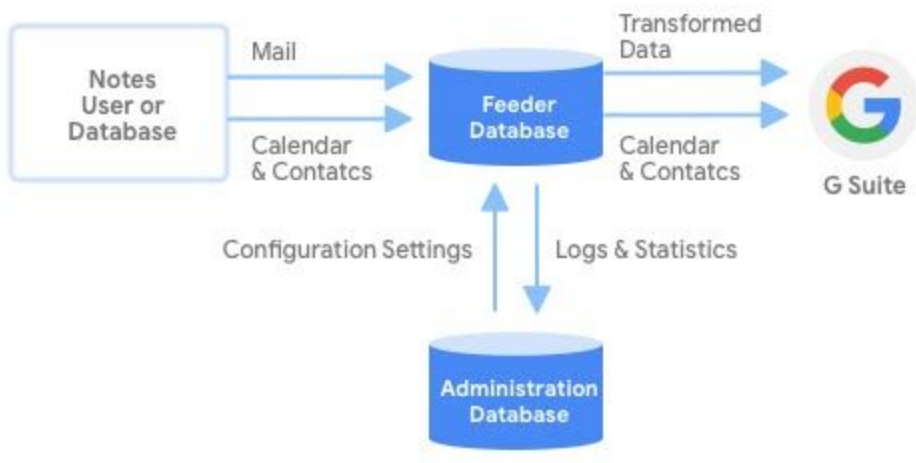 Notes
User or
Database
Mail
Calendar
& Contatcs
Feeder
Database
Transformed
Data
Calendar
& Contatcs
G Suite
Configuration Settings
Logs & Statistics
Administration
Database